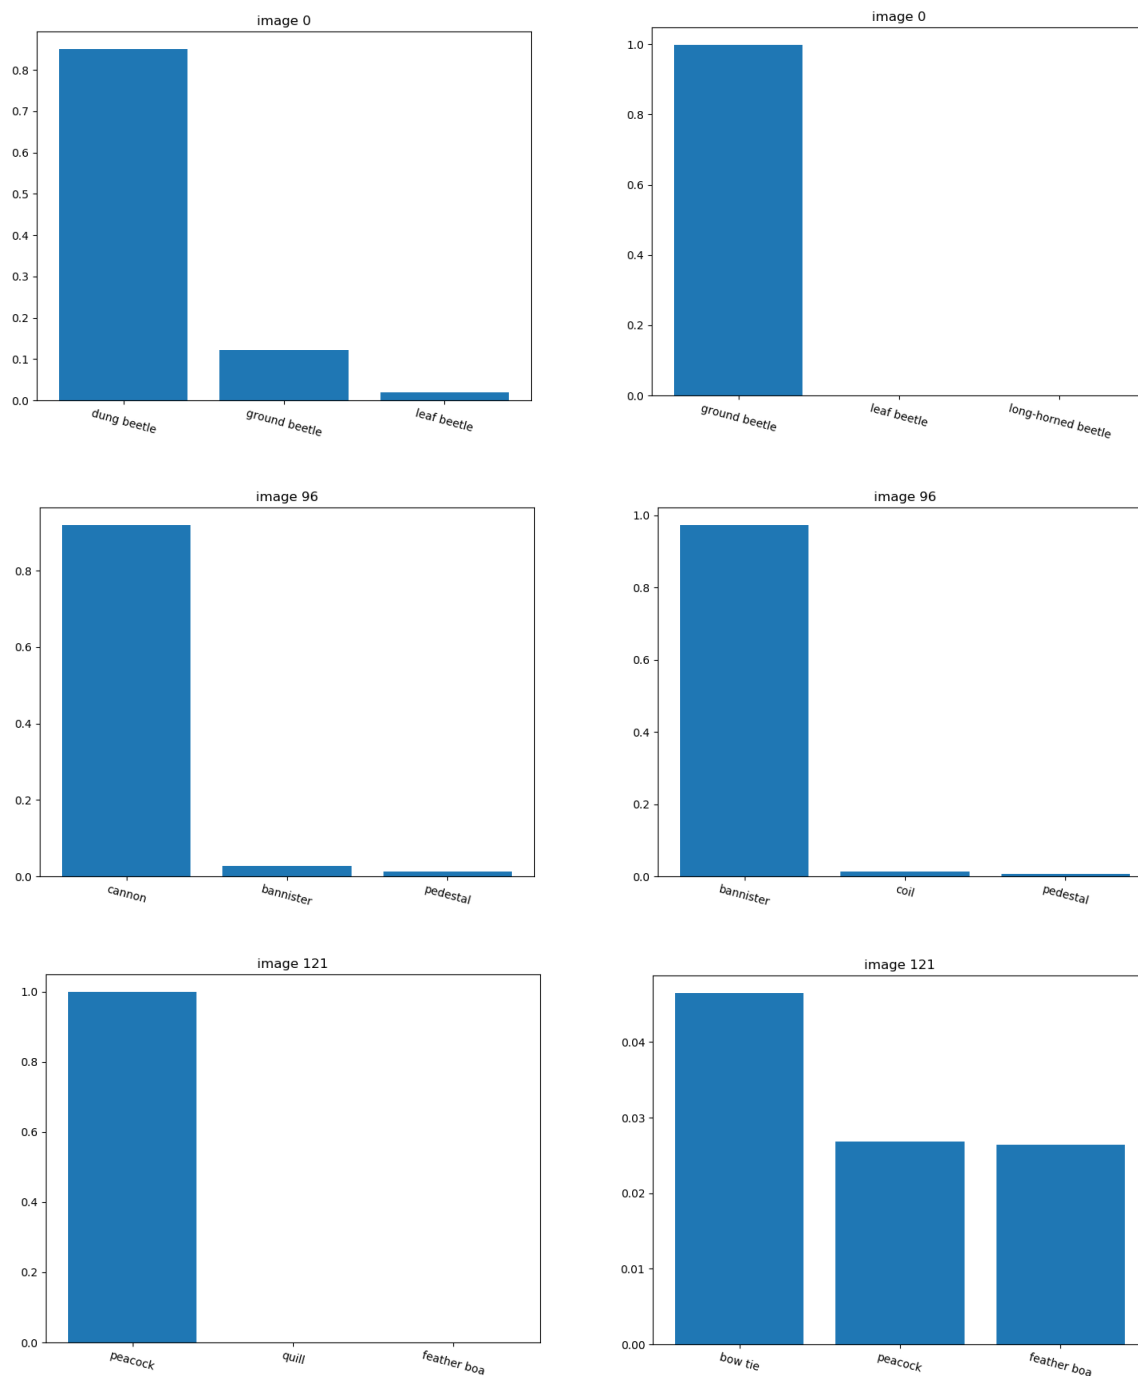 image 0
0.8
0.7
0.6
0.5
0.4
0.3
0.2
0.1
0.0
dung beetle
ground beetle
leaf beetle
image 0
1.0
0.8
0.6
0.4
0.2
0.0
ground beetle
leaf beetle
long-horned beetle
image 96
0.8
0.6
0.4
0.2
0.0
cannon
bannister
pedestal
image 96
1.0
0.8
0.6
0.4
0.2
0.0
bannister
coil
pedestal
image 121
1.0
0.8
0.6
0.4
0.2
0.0
peacock
quill
feather boa
image 121
0.04
0.03
0.02
0.01
0.00
bow tie
peacock
feather boa